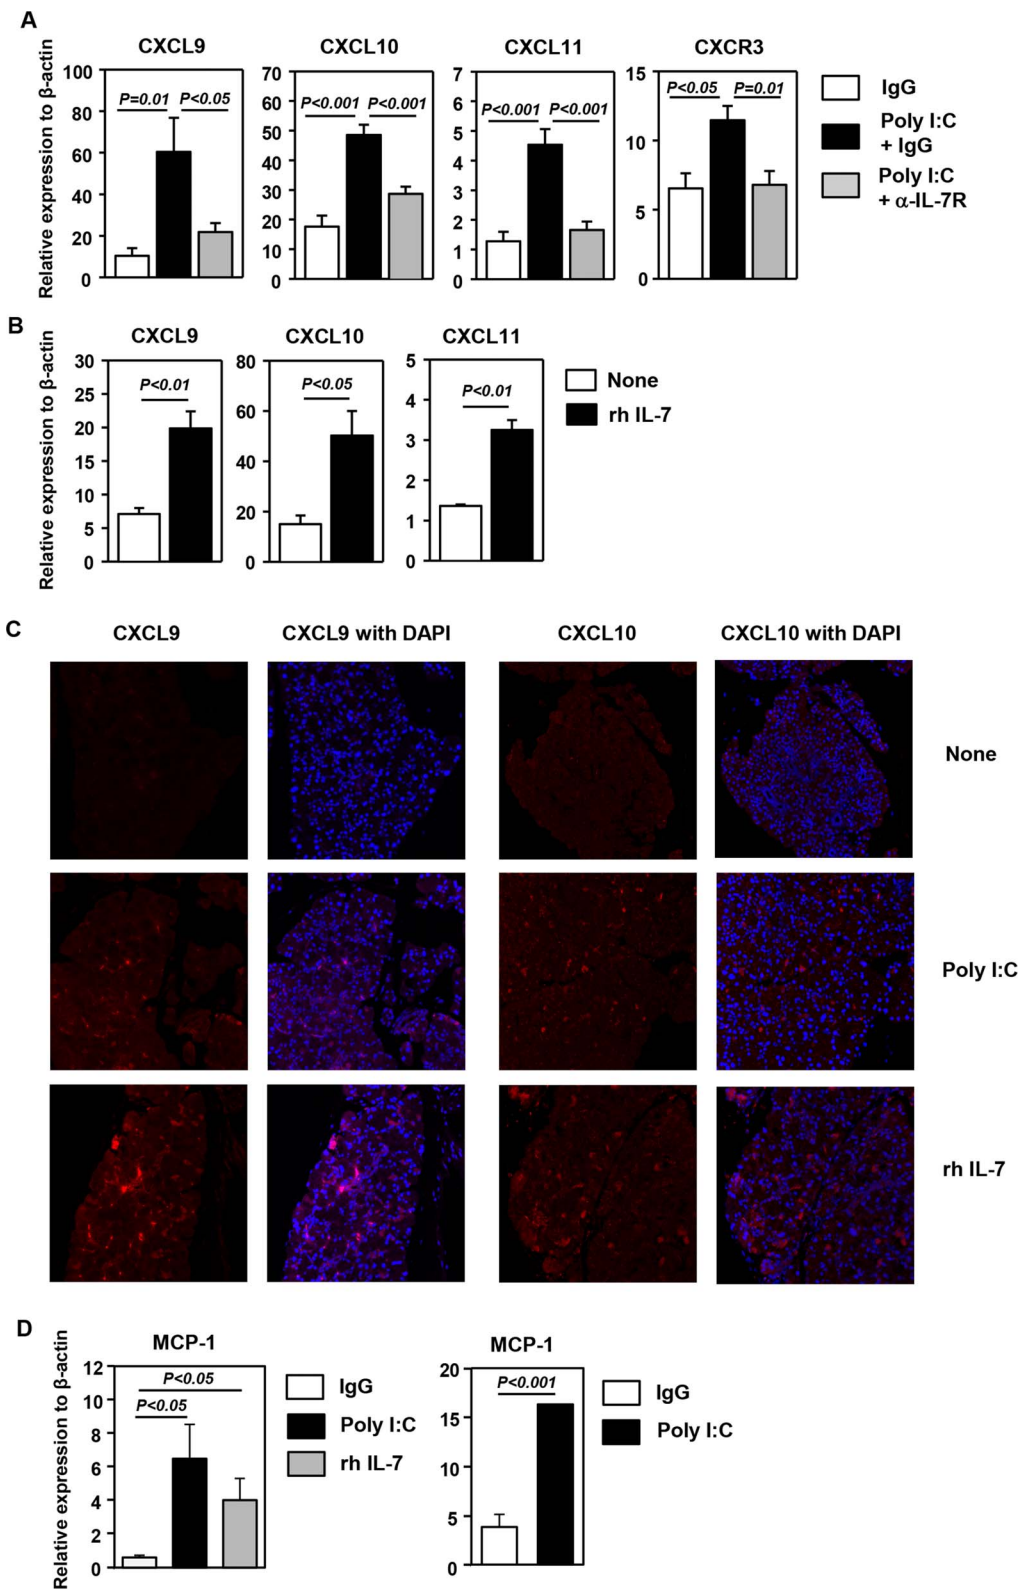 A
CXCL9
CXCL10
CXCL11
CXCR3
Relative expression to β-actin
100
80
60
40
20
0
P=0.01
P<0.05
70
60
50
40
30
20
10
0
P<0.001
P<0.001
7
6
5
4
3
2
1
0
P<0.001
P<0.001
15
10
5
0
P<0.05
P=0.01
IgG
Poly I:C
+ IgG
Poly I:C
+ α-IL-7R
B
CXCL9
CXCL10
CXCL11
Relative expression to β-actin
30
25
20
15
10
5
0
P<0.01
80
60
40
20
0
P<0.05
5
4
3
2
1
0
P<0.01
None
rh IL-7
C
CXCL9
CXCL9 with DAPI
CXCL10
CXCL10 with DAPI
None
Poly I:C
rh IL-7
D
MCP-1
MCP-1
Relative expression to β-actin
12
10
8
6
4
2
0
P<0.05
P<0.05
IgG
Poly I:C
rh IL-7
20
15
10
5
0
P<0.001
IgG
Poly I:C